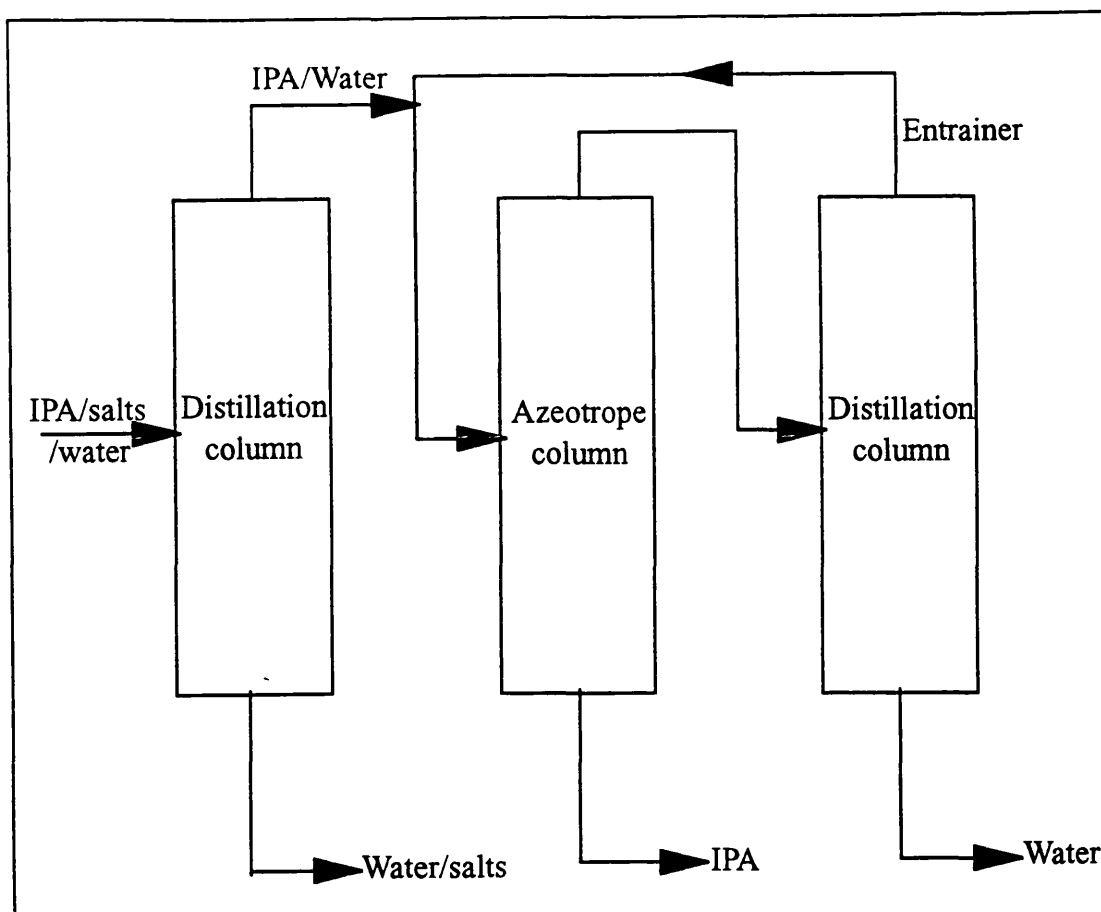 IPA/Water
Entrainer
IPA/salts
/water
Distillation
column
Azeotrope
column
Distillation
column
Water/salts
IPA
Water